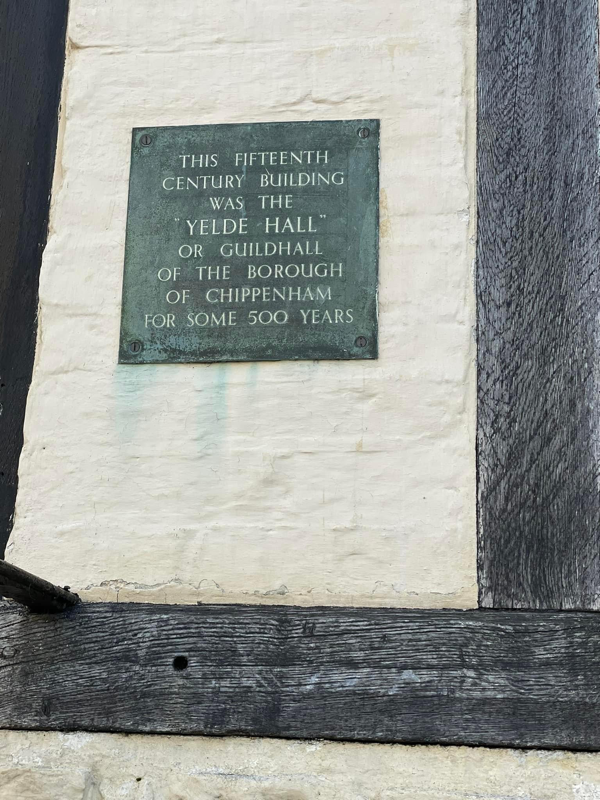 THIS FIFTEENTH
CENTURY BUILDING
WAS THE
"YELDE HALL"
OR GUILDHALL
OF THE BOROUGH
OF CHIPPENHAM
FOR SOME 500 YEARS